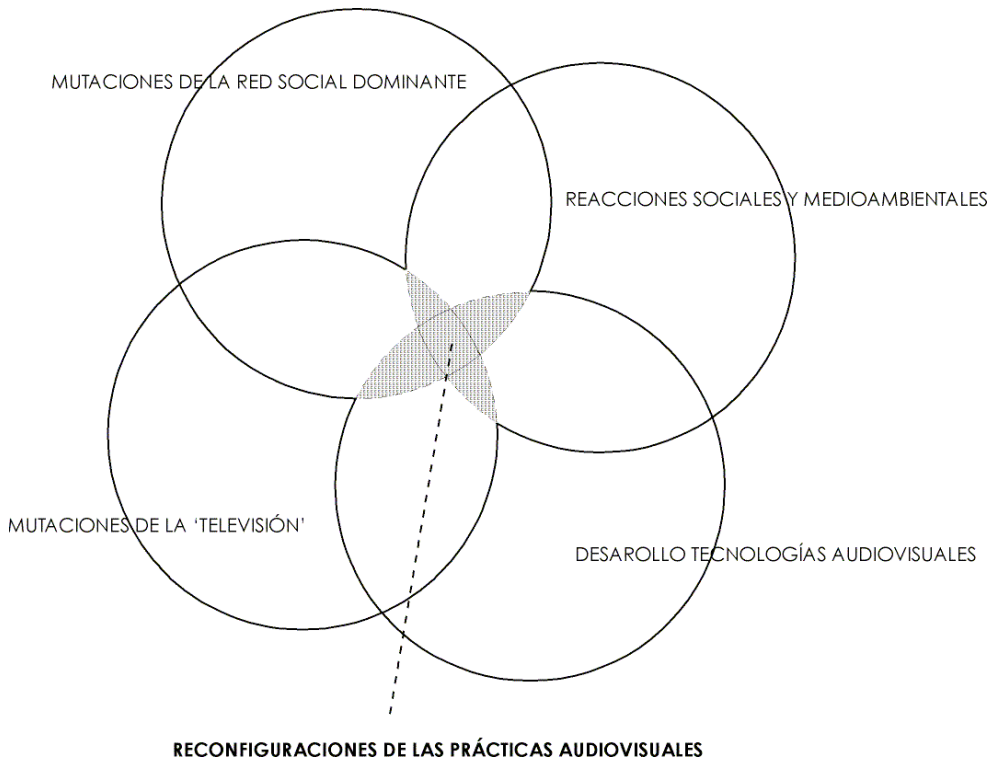 MUTACIONES DE LA RED SOCIAL DOMINANTE
REACCIONES SOCIALES Y MEDIOAMBIENTALES
MUTACIONES DE LA ‘TELEVISIÓN’
DESAROLLO TECNOLOGÍAS AUDIOVISUALES
RECONFIGURACIONES DE LAS PRÁCTICAS AUDIOVISUALES